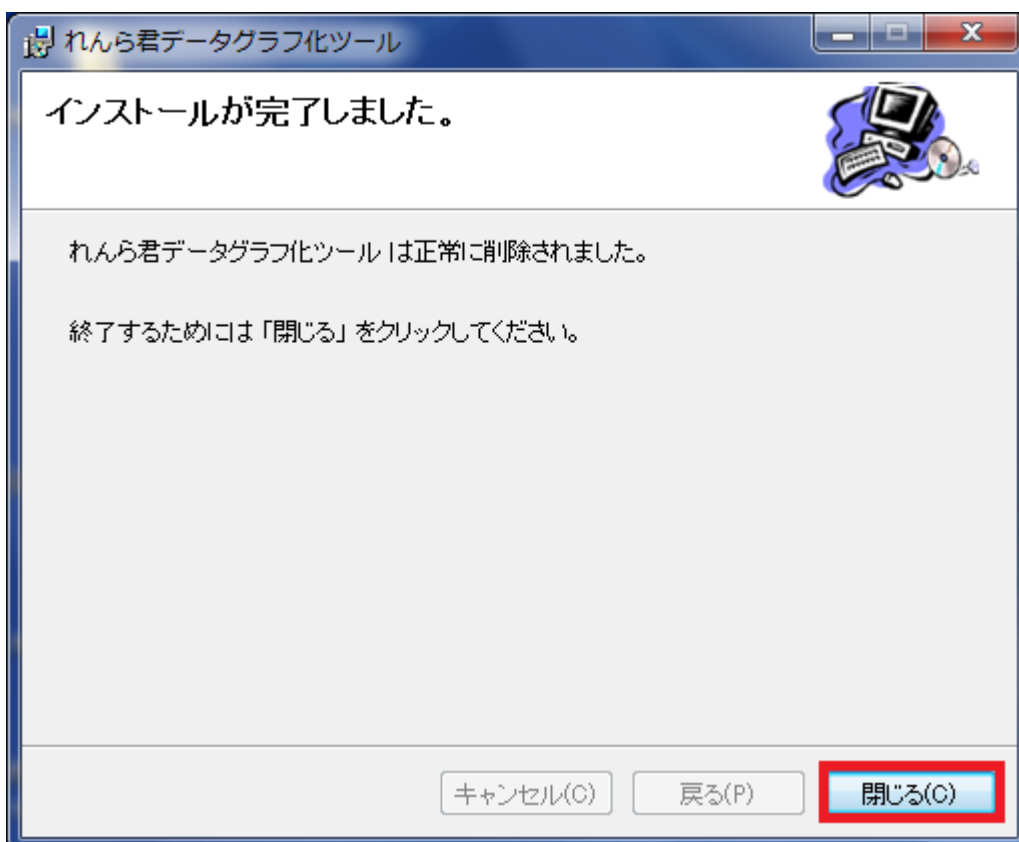 れんら君データグラフ化ツール
インストールが完了しました。
れんら君データグラフ化ツール は正常に削除されました。
終了するためには「閉じる」をクリックしてください。
キャンセル(C) 戻る(P) 閉じる(C)